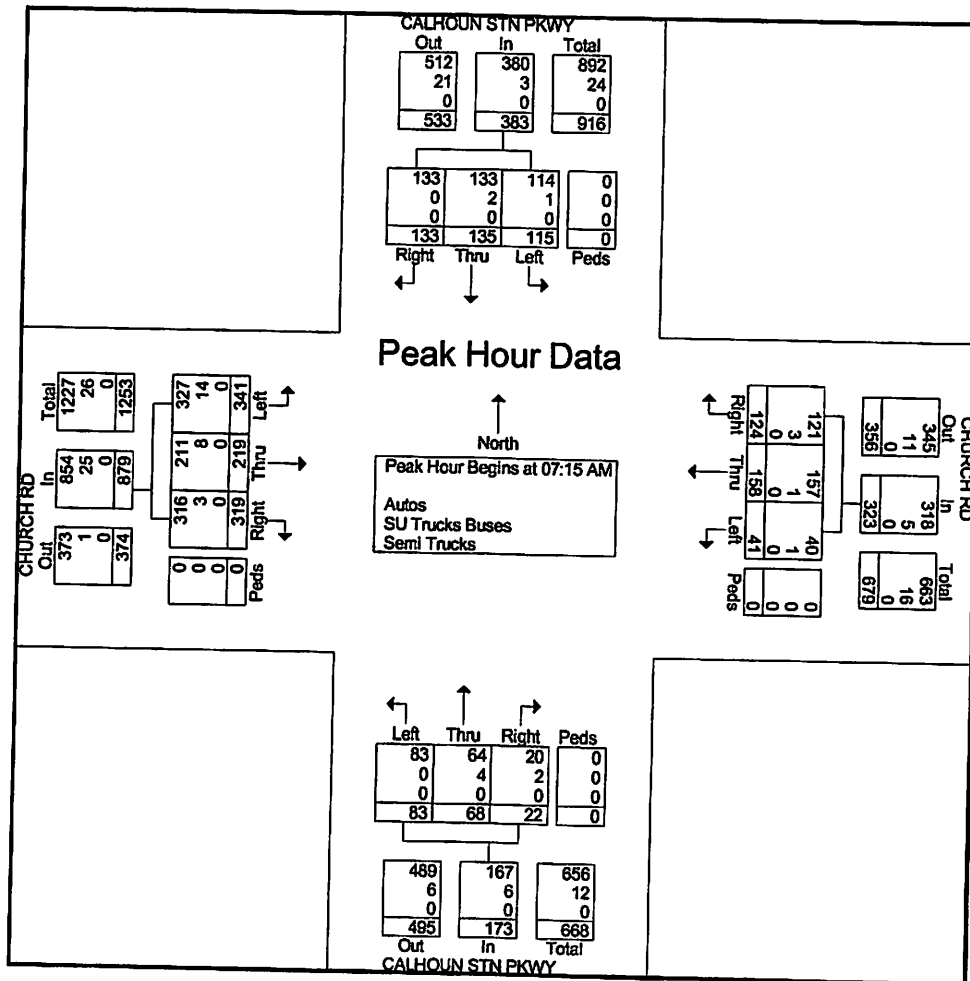 CALHOUN STN PKWY
Out In Total
512 380 892
21 3 24
0 0 0
533 383 916
133 133 114 0
0 2 1 0
0 0 0 0
133 135 115 0
Right Thru Left Peds
Peak Hour Data
North
Peak Hour Begins at 07:15 AM
Autos
SU Trucks Buses
Semi Trucks
CHURCH RD
Out In Total
373 854 1227
1 25 26
0 0 0
374 879 1253
Left Thru Right Peds
327 211 316 0
14 8 3 0
0 0 0 0
341 219 319 0
Right Thru Left Peds
121 157 40 0
3 1 1 0
0 0 0 0
124 158 41 0
CHURCH RD
Out In Total
345 318 663
11 5 16
0 0 0
356 323 679
Left Thru Right Peds
83 64 20 0
0 4 2 0
0 0 0 0
83 68 22 0
489 167 656
6 6 12
0 0 0
495 173 668
Out In Total
CALHOUN STN PKWY